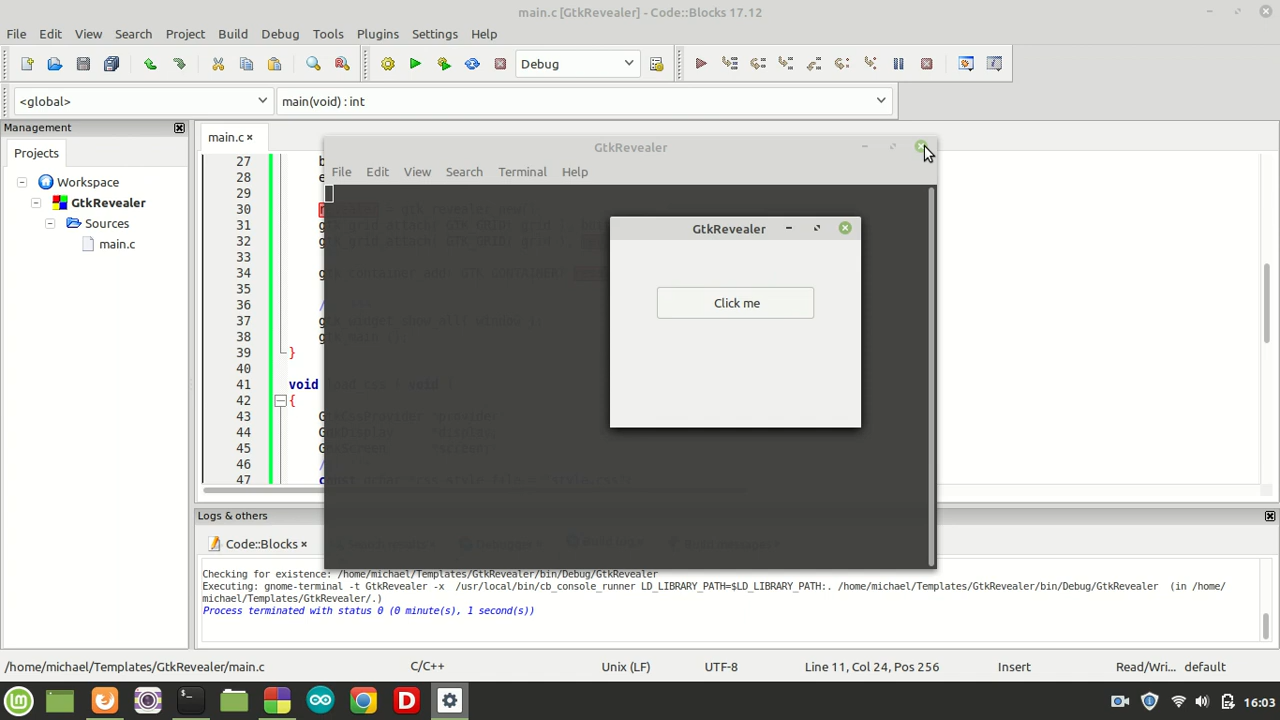 main.c [GtkRevealer] - Code::Blocks 17.12
File Edit View Search Project Build Debug Tools Plugins Settings Help
Debug
<global>
main(void) : int
Management
Projects
Workspace
GtkRevealer
Sources
main.c
main.c
27 b
28 e
29
30
31
32
33
34
35
36
37
38
39 }
40
41 void
42 {
43
44
45
46
47
GtkRevealer
File Edit View Search Terminal Help
GtkRevealer
Click me
Logs & others
Code::Blocks
Checking for existence: /home/michael/Templates/GtkRevealer/bin/Debug/GtkRevealer
Executing: gnome-terminal -t GtkRevealer -x /usr/local/bin/cb_console_runner LD_LIBRARY_PATH=$LD_LIBRARY_PATH:. /home/michael/Templates/GtkRevealer/bin/Debug/GtkRevealer (in /home/
michael/Templates/GtkRevealer/.)
Process terminated with status 0 (0 minute(s), 1 second(s))
/home/michael/Templates/GtkRevealer/main.c C/C++ Unix (LF) UTF-8 Line 11, Col 24, Pos 256 Insert Read/Wri... default
16:03